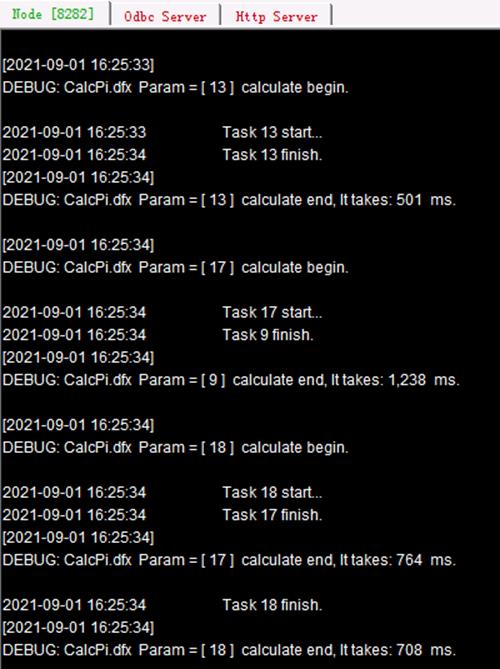 Node [8282] Odbc Server Http Server
[2021-09-01 16:25:33]
DEBUG: CalcPi.dfx Param = [ 13 ] calculate begin.
2021-09-01 16:25:33 Task 13 start...
2021-09-01 16:25:34 Task 13 finish.
[2021-09-01 16:25:34]
DEBUG: CalcPi.dfx Param = [ 13 ] calculate end, It takes: 501 ms.
[2021-09-01 16:25:34]
DEBUG: CalcPi.dfx Param = [ 17 ] calculate begin.
2021-09-01 16:25:34 Task 17 start...
2021-09-01 16:25:34 Task 9 finish.
[2021-09-01 16:25:34]
DEBUG: CalcPi.dfx Param = [ 9 ] calculate end, It takes: 1,238 ms.
[2021-09-01 16:25:34]
DEBUG: CalcPi.dfx Param = [ 18 ] calculate begin.
2021-09-01 16:25:34 Task 18 start...
2021-09-01 16:25:34 Task 17 finish.
[2021-09-01 16:25:34]
DEBUG: CalcPi.dfx Param = [ 17 ] calculate end, It takes: 764 ms.
2021-09-01 16:25:34 Task 18 finish.
[2021-09-01 16:25:34]
DEBUG: CalcPi.dfx Param = [ 18 ] calculate end, It takes: 708 ms.